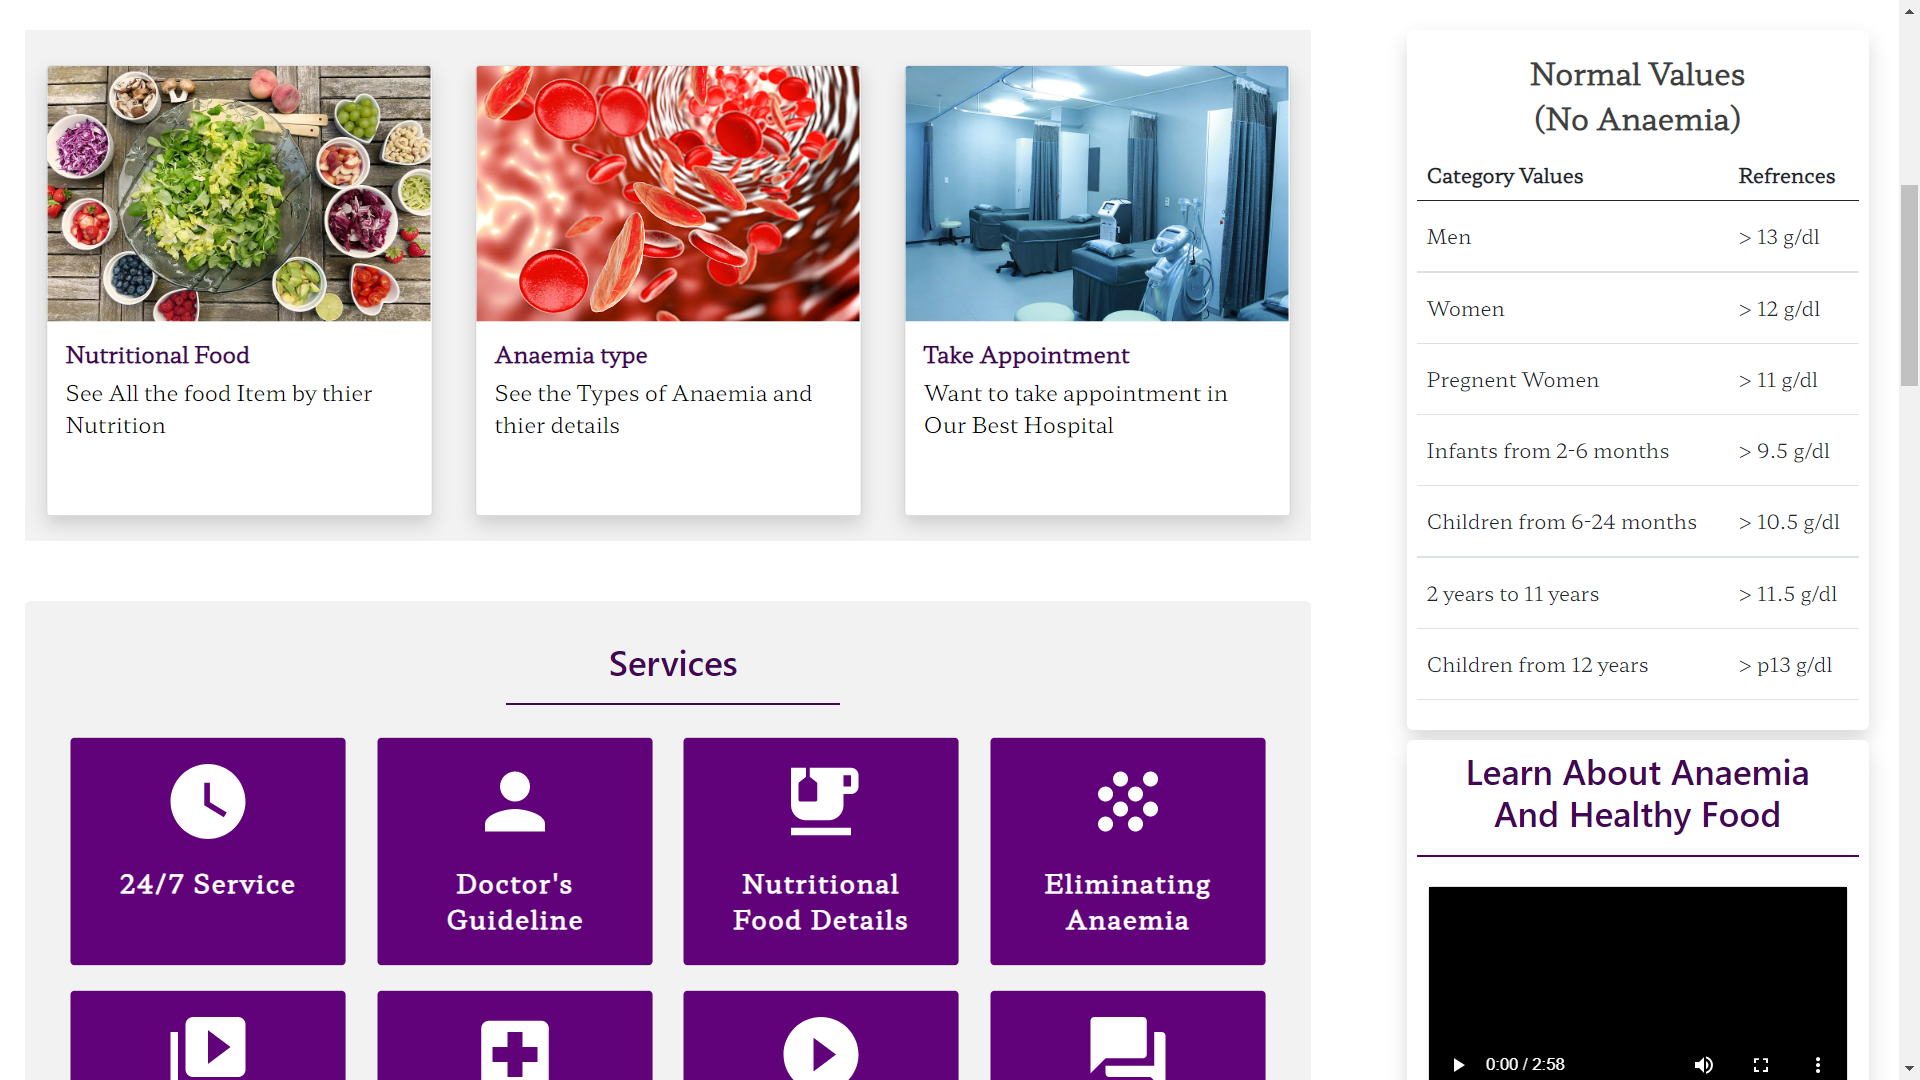 Nutritional Food
See All the food Item by thier
Nutrition
Anaemia type
See the Types of Anaemia and
thier details
Take Appointment
Want to take appointment in
Our Best Hospital
Services
24/7 Service
Doctor's
Guideline
Nutritional
Food Details
Eliminating
Anaemia
Normal Values
(No Anaemia)
Category Values Refrences
Men > 13 g/dl
Women > 12 g/dl
Pregnent Women > 11 g/dl
Infants from 2-6 months > 9.5 g/dl
Children from 6-24 months > 10.5 g/dl
2 years to 11 years > 11.5 g/dl
Children from 12 years > p13 g/dl
Learn About Anaemia
And Healthy Food
0:00 / 2:58